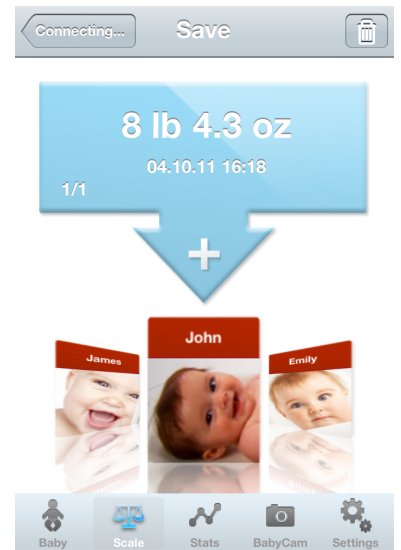 Connecting...
Save
8 lb 4.3 oz
04.10.11 16:18
1/1
+
James
John
Emily
Baby
Scale
Stats
BabyCam
Settings